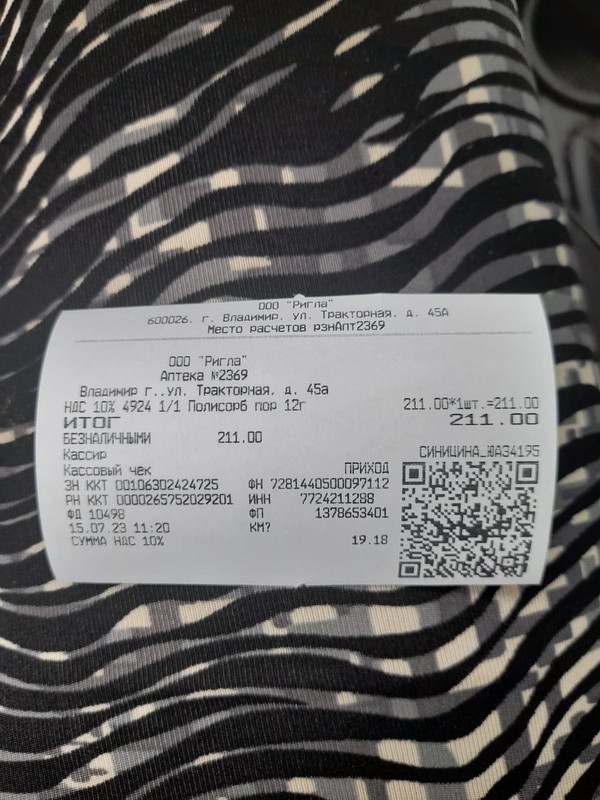 ООО "Ригла"
600026. г. Владимир. ул. Тракторная. д. 45А
Место расчетов рзнАпт2369
ООО "Ригла"
Аптека №2369
Владимир г..ул. Тракторная. д. 45а
НДС 10% 4924 1/1 Полисорб пор 12г 211.00*1шт.=211.00
ИТОГ 211.00
БЕЗНАЛИЧНЫМИ 211.00
Кассир СИНИЦИНА_ЮА34195
Кассовый чек ПРИХОД
ЗН ККТ 00106302424725 ФН 7281440500097112
РН ККТ 0000265752029201 ИНН 7724211288
ФД 10498 ФП 1378653401
15.07.23 11:20 КМ?
СУММА НДС 10% 19.18